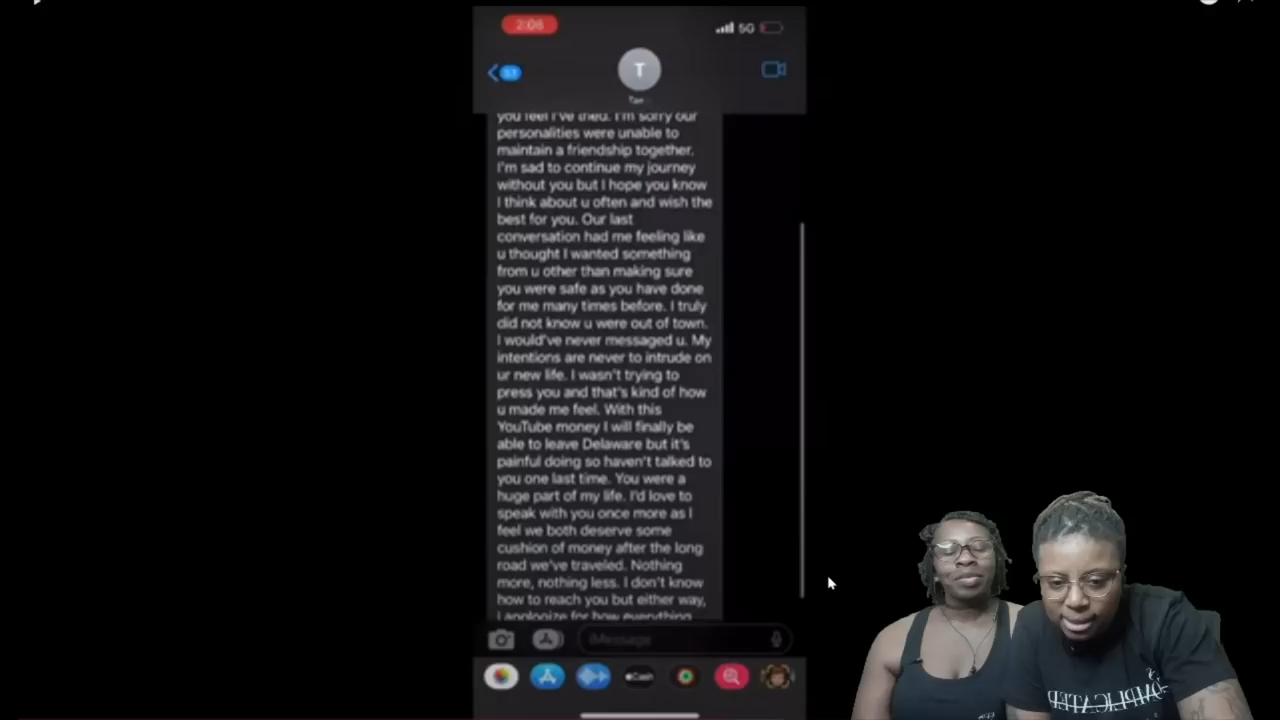 2:08
5G
57
T
you feel I've tried. I'm sorry our
personalities were unable to
maintain a friendship together.
I'm sad to continue my journey
without you but I hope you know
I think about u often and wish the
best for you. Our last
conversation had me feeling like
u thought I wanted something
from u other than making sure
you were safe as you have done
for me many times before. I truly
did not know u were out of town.
I would've never messaged u. My
intentions are never to intrude on
ur new life. I wasn't trying to
press you and that's kind of how
u made me feel. With this
YouTube money I will finally be
able to leave Delaware but it's
painful doing so haven't talked to
you one last time. You were a
huge part of my life. I'd love to
speak with you once more as I
feel we both deserve some
cushion of money after the long
road we've traveled. Nothing
more, nothing less. I don't know
how to reach you but either way,
I apologize for how everything
iMessage
Cash